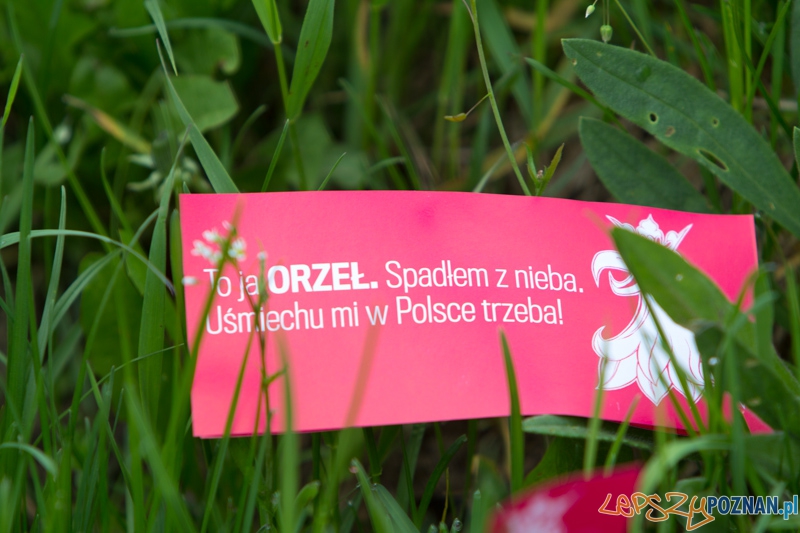 To ja ORZEŁ. Spadłem z nieba.
Uśmiechu mi w Polsce trzeba!
LEPSZYPOZNAN.pl